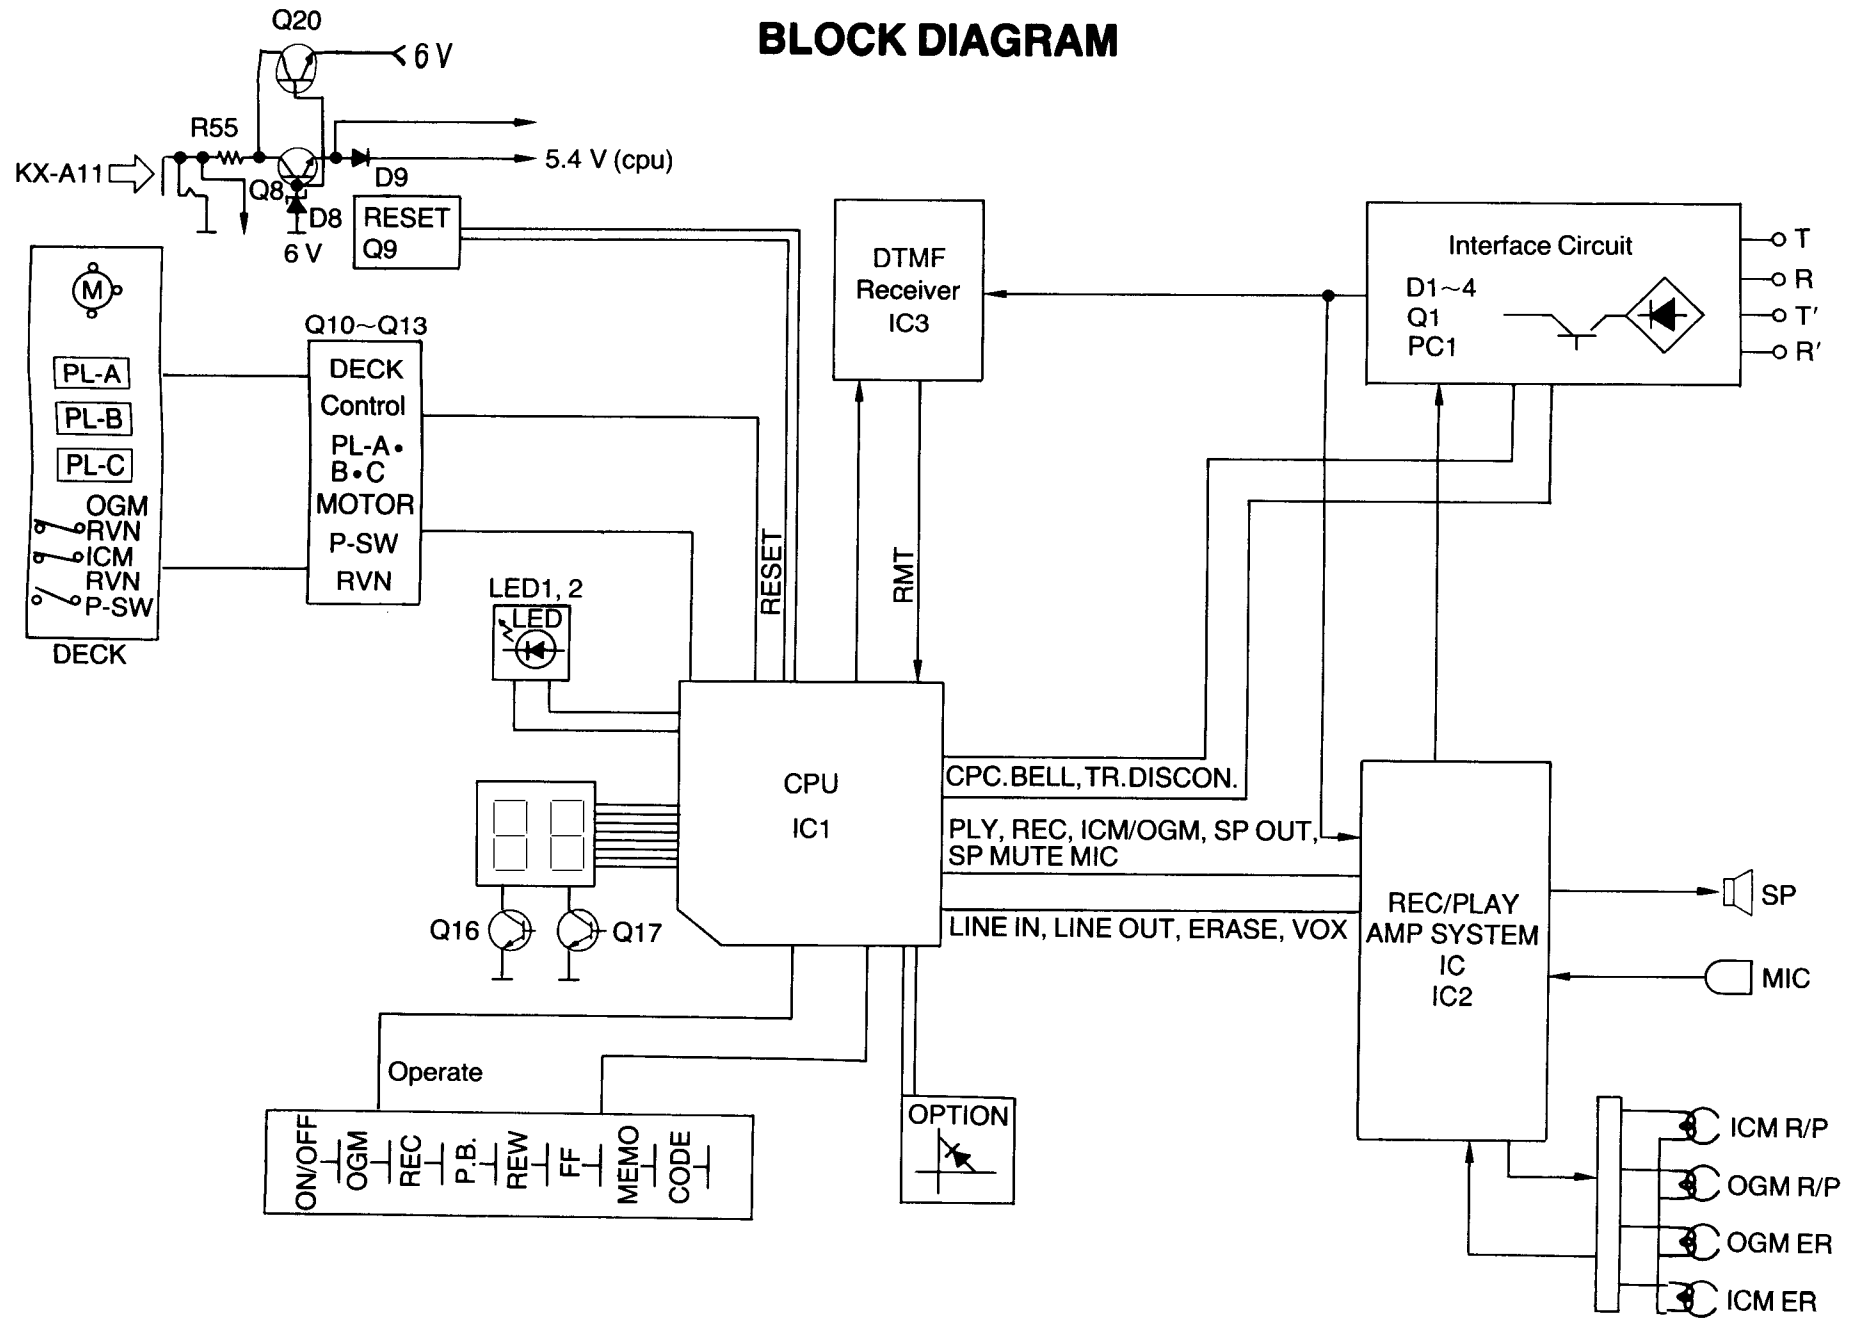 BLOCK DIAGRAM
Q20
6 V
R55
KX-A11
Q8
D9
5.4 V (cpu)
D8
6 V
RESET
Q9
M
PL-A
PL-B
PL-C
OGM
RVN
ICM
RVN
P-SW
DECK
Q10~Q13
DECK
Control
PL-A•
B•C
MOTOR
P-SW
RVN
LED1, 2
LED
RESET
RMT
DTMF
Receiver
IC3
Interface Circuit
D1~4
Q1
PC1
T
R
T'
R'
CPU
IC1
Q16
Q17
CPC.BELL, TR.DISCON.
PLY, REC, ICM/OGM, SP OUT,
SP MUTE MIC
LINE IN, LINE OUT, ERASE, VOX
REC/PLAY
AMP SYSTEM
IC
IC2
SP
MIC
Operate
ON/OFF
OGM
REC
P.B.
REW
FF
MEMO
CODE
OPTION
ICM R/P
OGM R/P
OGM ER
ICM ER